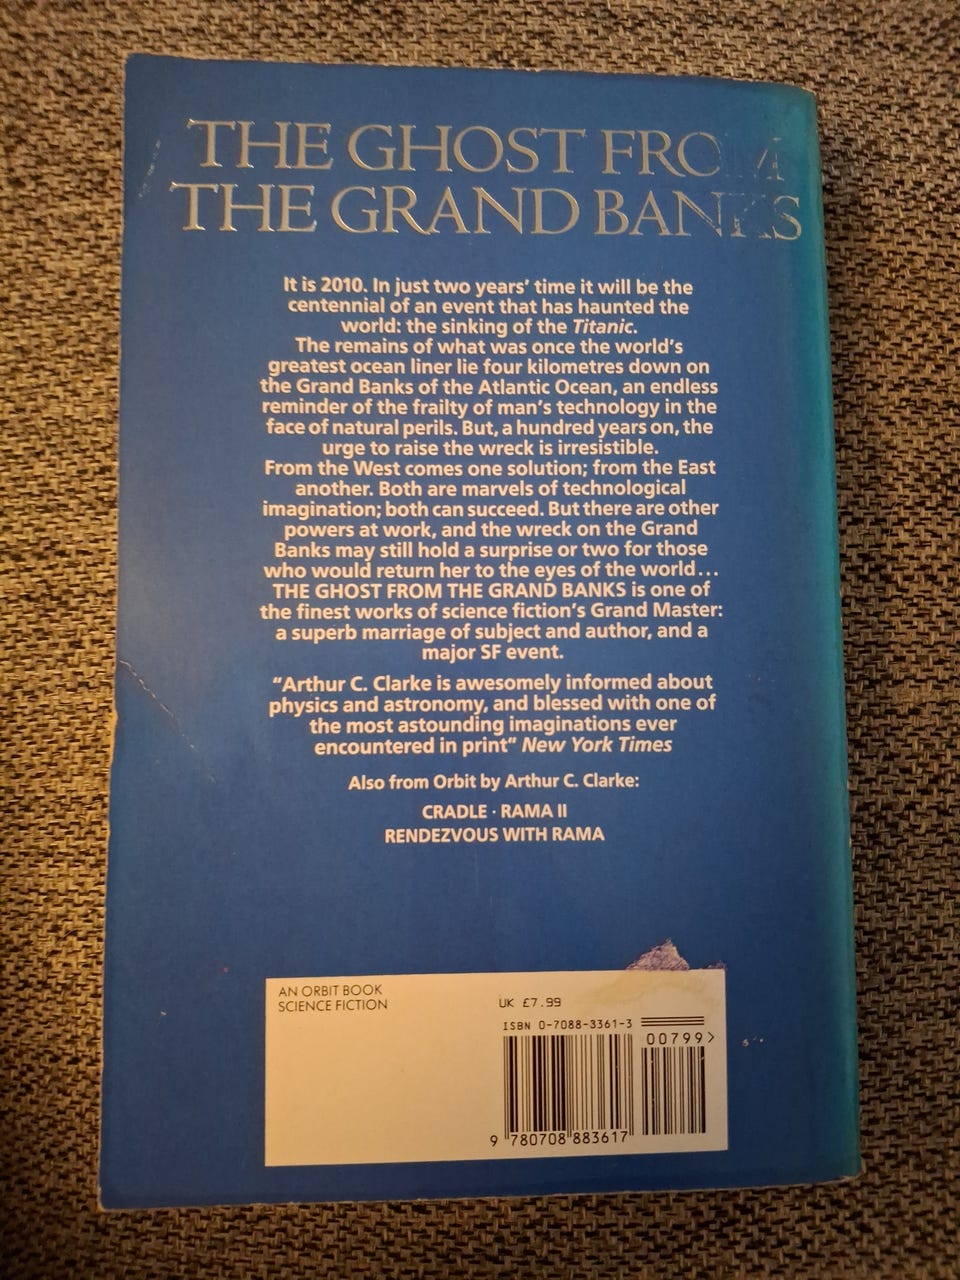 THE GHOST FROM
THE GRAND BANKS
It is 2010. In just two years' time it will be the
centennial of an event that has haunted the
world: the sinking of the Titanic.
The remains of what was once the world's
greatest ocean liner lie four kilometres down on
the Grand Banks of the Atlantic Ocean, an endless
reminder of the frailty of man's technology in the
face of natural perils. But, a hundred years on, the
urge to raise the wreck is irresistible.
From the West comes one solution; from the East
another. Both are marvels of technological
imagination; both can succeed. But there are other
powers at work, and the wreck on the Grand
Banks may still hold a surprise or two for those
who would return her to the eyes of the world...
THE GHOST FROM THE GRAND BANKS is one of
the finest works of science fiction's Grand Master:
a superb marriage of subject and author, and a
major SF event.
"Arthur C. Clarke is awesomely informed about
physics and astronomy, and blessed with one of
the most astounding imaginations ever
encountered in print" New York Times
Also from Orbit by Arthur C. Clarke:
CRADLE · RAMA II
RENDEZVOUS WITH RAMA
AN ORBIT BOOK
SCIENCE FICTION
UK £7.99
ISBN 0-7088-3361-3
00799>
9 780708 883617